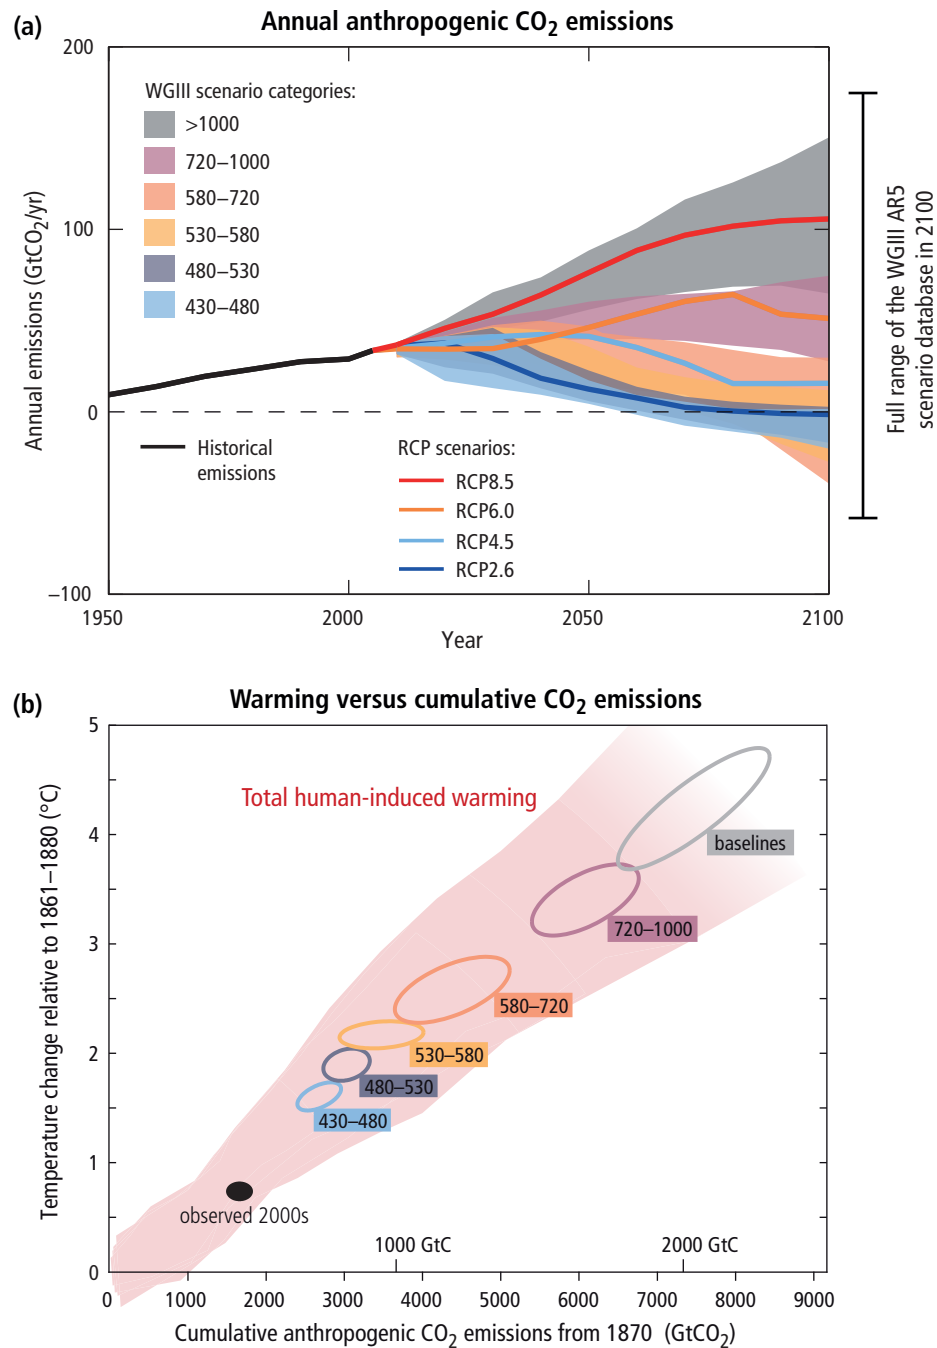 (a)
Annual anthropogenic CO₂ emissions
200
100
0
−100
Annual emissions (GtCO₂/yr)
WGIII scenario categories:
>1000
720−1000
580−720
530−580
480−530
430−480
Historical
emissions
RCP scenarios:
RCP8.5
RCP6.0
RCP4.5
RCP2.6
1950
2000
2050
2100
Year
Full range of the WGIII AR5
scenario database in 2100
(b)
Warming versus cumulative CO₂ emissions
5
4
3
2
1
0
Temperature change relative to 1861–1880 (°C)
Total human-induced warming
baselines
720–1000
580–720
530–580
480–530
430–480
observed 2000s
1000 GtC
2000 GtC
0
1000
2000
3000
4000
5000
6000
7000
8000
9000
Cumulative anthropogenic CO₂ emissions from 1870 (GtCO₂)